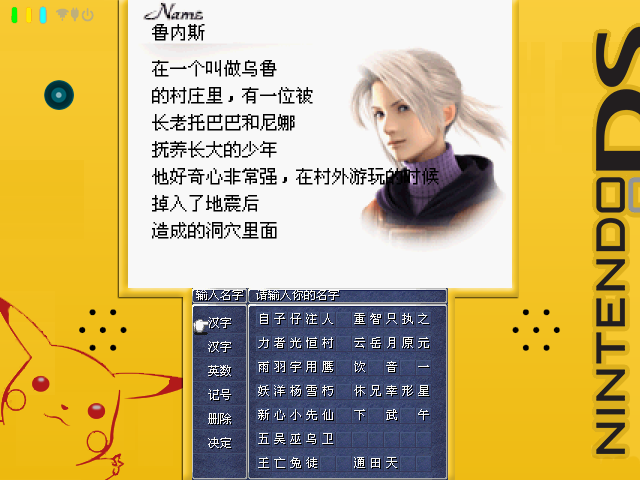 Name
鲁内斯
在一个叫做乌鲁
的村庄里，有一位被
长老托巴巴和尼娜
抚养长大的少年
他好奇心非常强，在村外游玩的时候
掉入了地震后
造成的洞穴里面
输入名字 请输入你的名字
汉字
汉字
英数
记号
删除
决定
自子仔注人 重智只执之
力者光恒村 云岳月原元
雨羽字用鹰 饮 音 一
妖洋杨雪朽 休兄幸形星
新心小先仙 下 武 午
五吴巫乌卫
王亡兔徒 通田天
NINTENDO DS